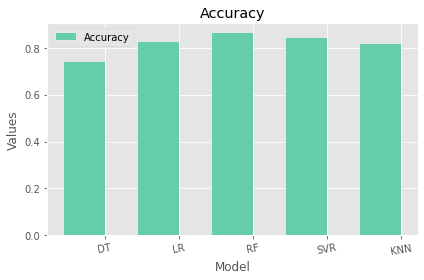 Accuracy
Accuracy
Values
0.8
0.6
0.4
0.2
0.0
DT LR RF SVR KNN
Model